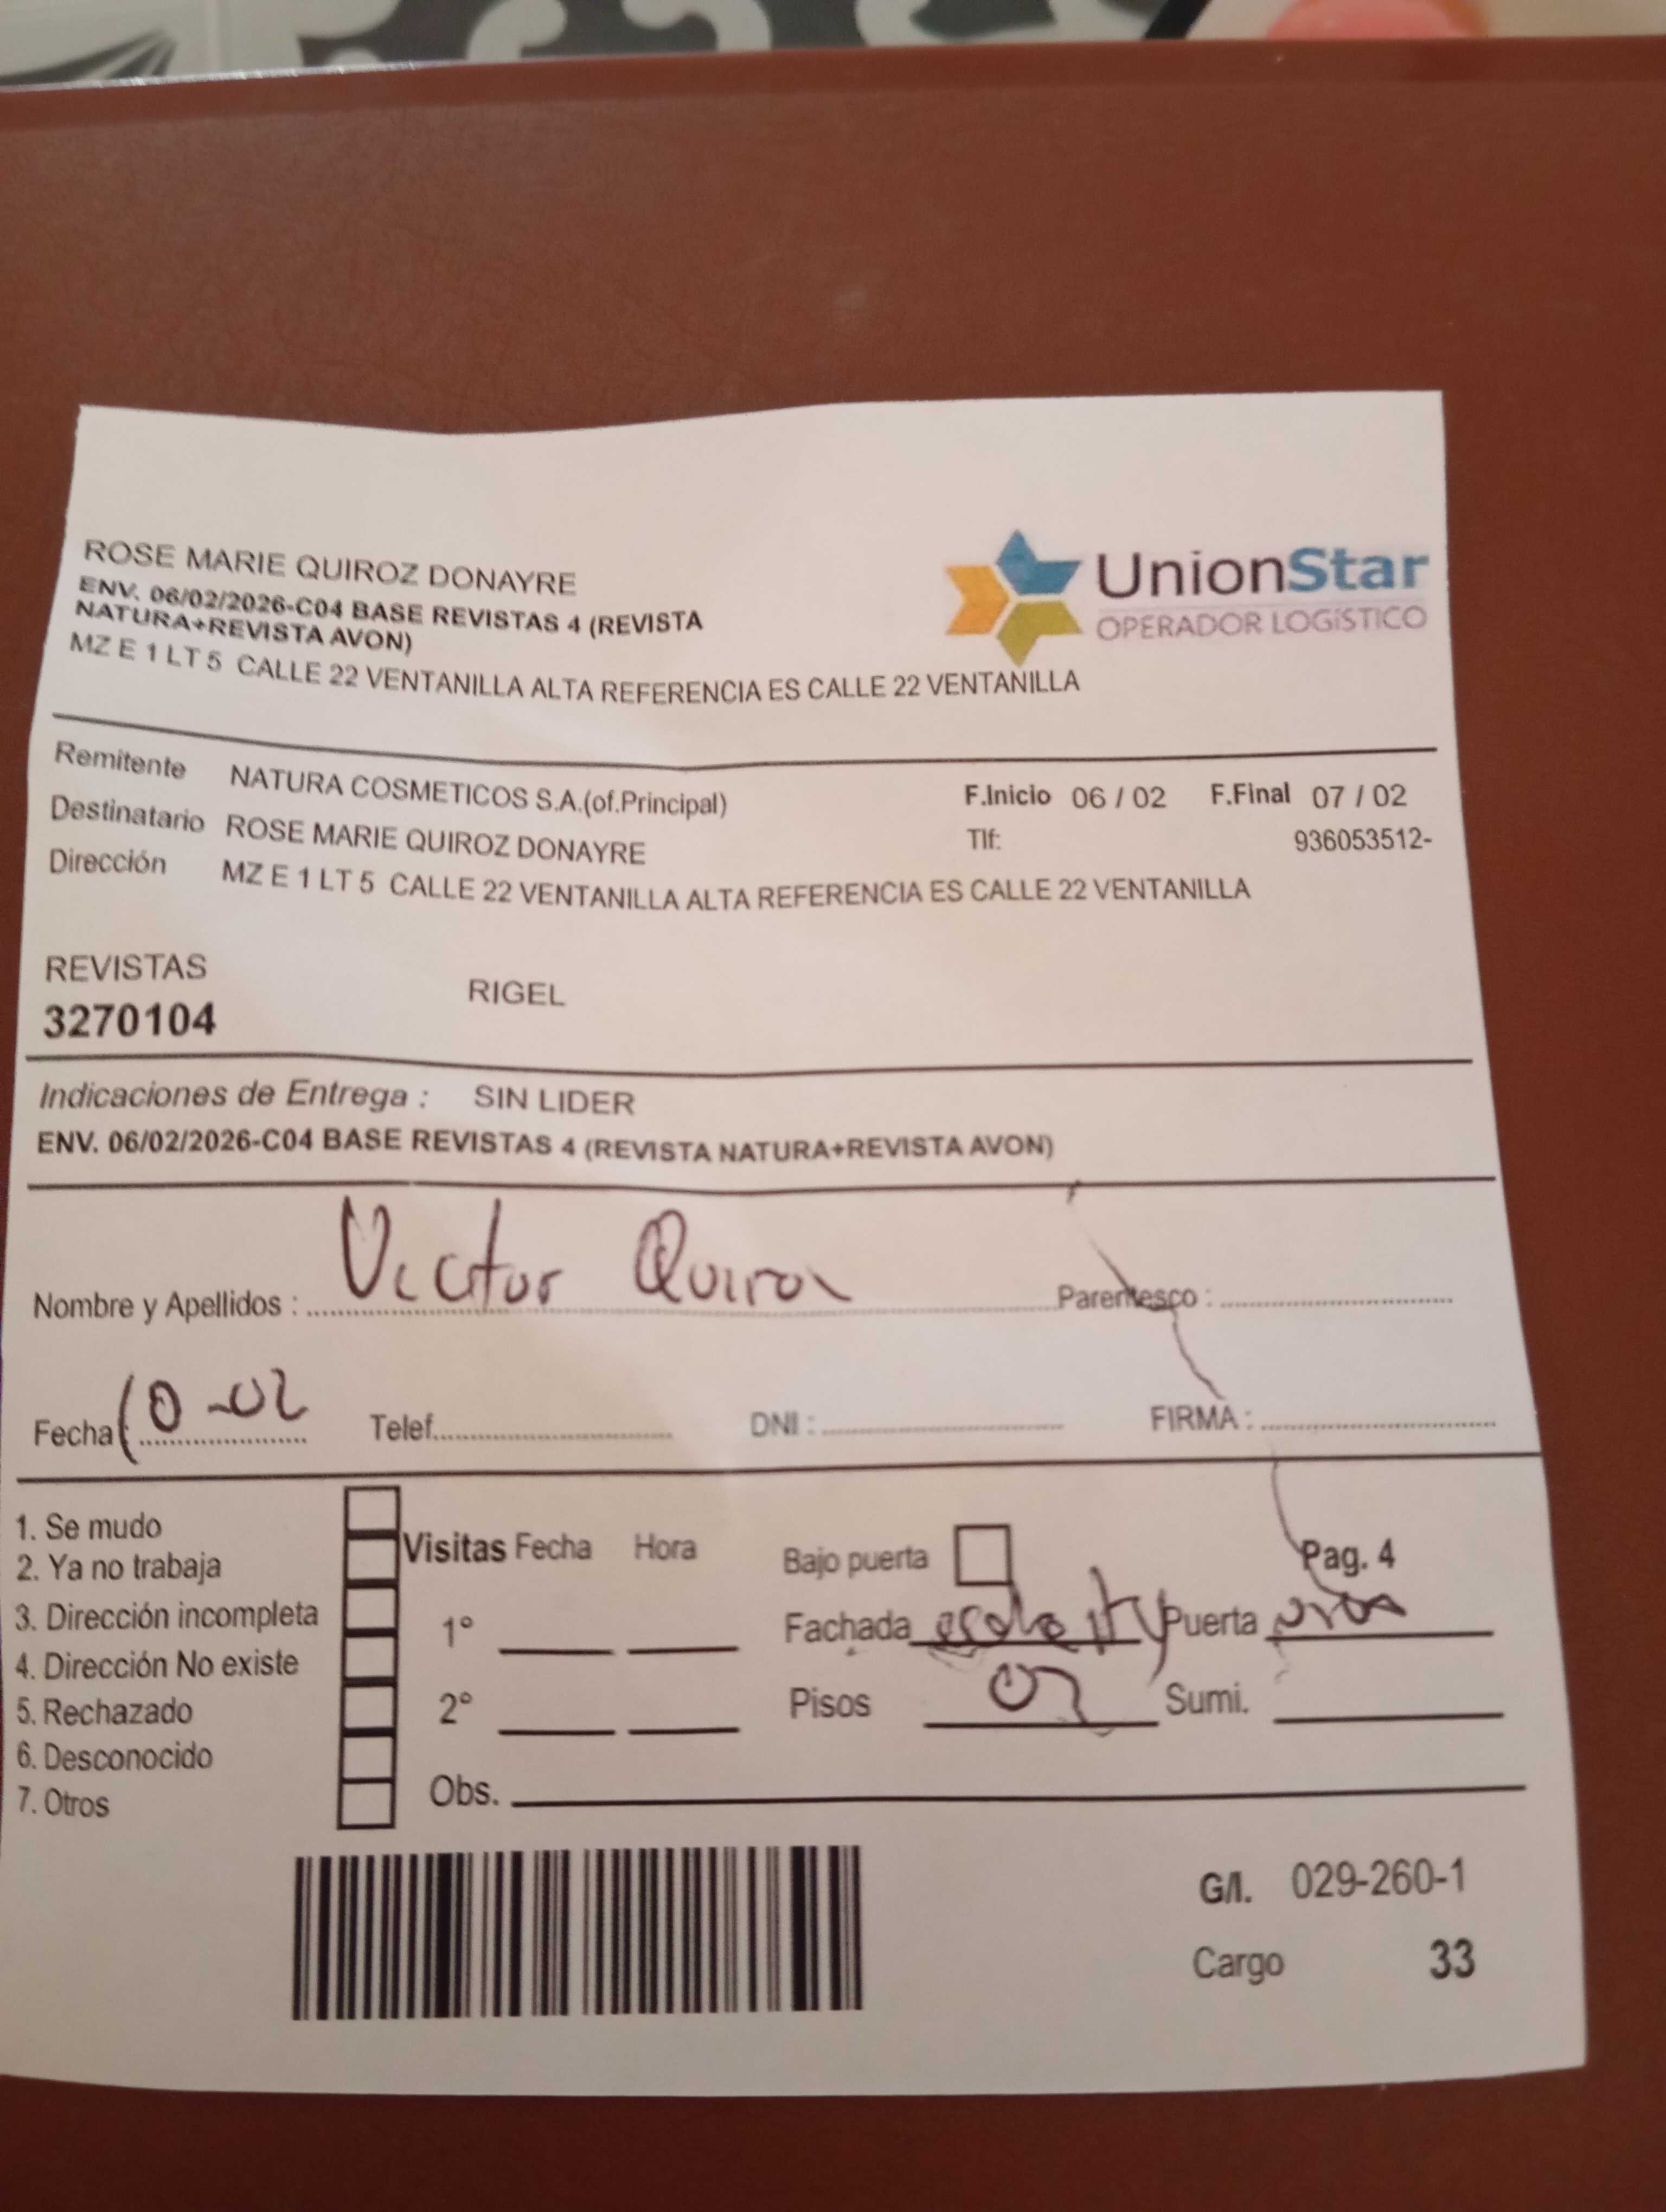 ROSE MARIE QUIROZ DONAYRE
ENV. 06/02/2026-C04 BASE REVISTAS 4 (REVISTA
NATURA+REVISTA AVON)
MZ E 1 LT 5 CALLE 22 VENTANILLA ALTA REFERENCIA ES CALLE 22 VENTANILLA
UnionStar
OPERADOR LOGÍSTICO
Remitente NATURA COSMETICOS S.A.(of.Principal) F.Inicio 06 / 02 F.Final 07 / 02
Destinatario ROSE MARIE QUIROZ DONAYRE Tlf: 936053512-
Dirección MZ E 1 LT 5 CALLE 22 VENTANILLA ALTA REFERENCIA ES CALLE 22 VENTANILLA
REVISTAS
3270104 RIGEL
Indicaciones de Entrega : SIN LIDER
ENV. 06/02/2026-C04 BASE REVISTAS 4 (REVISTA NATURA+REVISTA AVON)
Nombre y Apellidos : Victor Quiroz Parentesco :
Fecha : 10-02 Telef. DNI : FIRMA :
1. Se mudo
2. Ya no trabaja
3. Dirección incompleta
4. Dirección No existe
5. Rechazado
6. Desconocido
7. Otros
Visitas Fecha Hora
1°
2°
Obs.
Bajo puerta Pag. 4
Fachada Puerta
Pisos 02 Sumi.
G/I. 029-260-1
Cargo 33